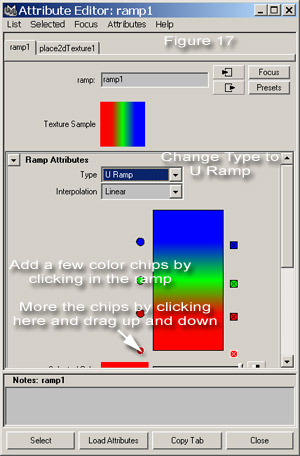 Attribute Editor: ramp1
List Selected Focus Attributes Help
ramp1 place2dTexture1
Figure 17
ramp: ramp1
Focus
Presets
Texture Sample
Ramp Attributes
Change Type to
U Ramp
Type U Ramp
Interpolation Linear
Add a few color chips by
clicking in the ramp
More the chips by clicking
here and drag up and down
Notes: ramp1
Select Load Attributes Copy Tab Close